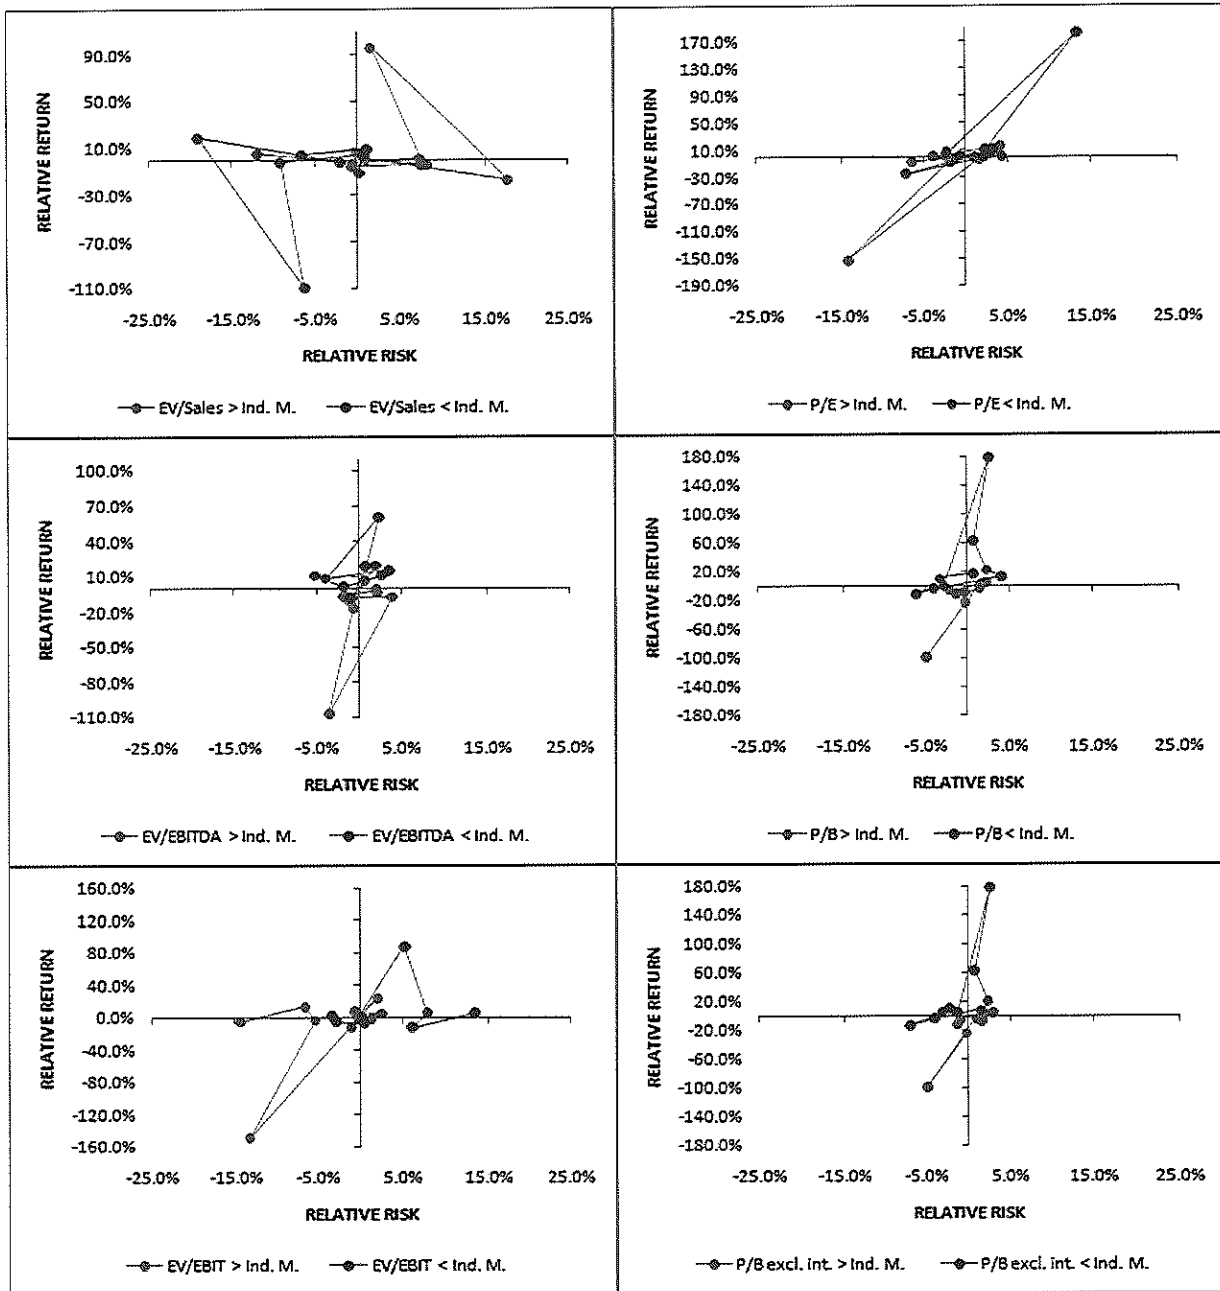 90.0%
50.0%
10.0%
-30.0%
-70.0%
-110.0%
RELATIVE RETURN
-25.0% -15.0% -5.0% 5.0% 15.0% 25.0%
RELATIVE RISK
EV/Sales > Ind. M. EV/Sales < Ind. M.
170.0%
130.0%
90.0%
50.0%
10.0%
-30.0%
-70.0%
-110.0%
-150.0%
-190.0%
RELATIVE RETURN
-25.0% -15.0% -5.0% 5.0% 15.0% 25.0%
RELATIVE RISK
P/E > Ind. M. P/E < Ind. M.
100.0%
70.0%
40.0%
10.0%
-20.0%
-50.0%
-80.0%
-110.0%
RELATIVE RETURN
-25.0% -15.0% -5.0% 5.0% 15.0% 25.0%
RELATIVE RISK
EV/EBITDA > Ind. M. EV/EBITDA < Ind. M.
180.0%
140.0%
100.0%
60.0%
20.0%
-20.0%
-60.0%
-100.0%
-140.0%
-180.0%
RELATIVE RETURN
-25.0% -15.0% -5.0% 5.0% 15.0% 25.0%
RELATIVE RISK
P/B > Ind. M. P/B < Ind. M.
160.0%
120.0%
80.0%
40.0%
0.0%
-40.0%
-80.0%
-120.0%
-160.0%
RELATIVE RETURN
-25.0% -15.0% -5.0% 5.0% 15.0% 25.0%
RELATIVE RISK
EV/EBIT > Ind. M. EV/EBIT < Ind. M.
180.0%
140.0%
100.0%
60.0%
20.0%
-20.0%
-60.0%
-100.0%
-140.0%
-180.0%
RELATIVE RETURN
-25.0% -15.0% -5.0% 5.0% 15.0% 25.0%
RELATIVE RISK
P/B excl. int. > Ind. M. P/B excl. int. < Ind. M.